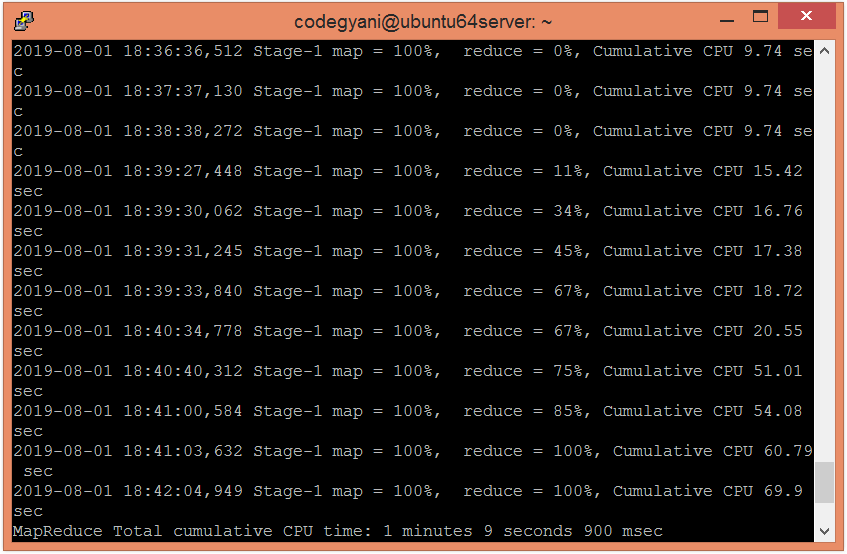 codegyani@ubuntu64server: ~
2019-08-01 18:36:36,512 Stage-1 map = 100%,  reduce = 0%, Cumulative CPU 9.74 se
c
2019-08-01 18:37:37,130 Stage-1 map = 100%,  reduce = 0%, Cumulative CPU 9.74 se
c
2019-08-01 18:38:38,272 Stage-1 map = 100%,  reduce = 0%, Cumulative CPU 9.74 se
c
2019-08-01 18:39:27,448 Stage-1 map = 100%,  reduce = 11%, Cumulative CPU 15.42
sec
2019-08-01 18:39:30,062 Stage-1 map = 100%,  reduce = 34%, Cumulative CPU 16.76
sec
2019-08-01 18:39:31,245 Stage-1 map = 100%,  reduce = 45%, Cumulative CPU 17.38
sec
2019-08-01 18:39:33,840 Stage-1 map = 100%,  reduce = 67%, Cumulative CPU 18.72
sec
2019-08-01 18:40:34,778 Stage-1 map = 100%,  reduce = 67%, Cumulative CPU 20.55
sec
2019-08-01 18:40:40,312 Stage-1 map = 100%,  reduce = 75%, Cumulative CPU 51.01
sec
2019-08-01 18:41:00,584 Stage-1 map = 100%,  reduce = 85%, Cumulative CPU 54.08
sec
2019-08-01 18:41:03,632 Stage-1 map = 100%,  reduce = 100%, Cumulative CPU 60.79
 sec
2019-08-01 18:42:04,949 Stage-1 map = 100%,  reduce = 100%, Cumulative CPU 69.9
sec
MapReduce Total cumulative CPU time: 1 minutes 9 seconds 900 msec